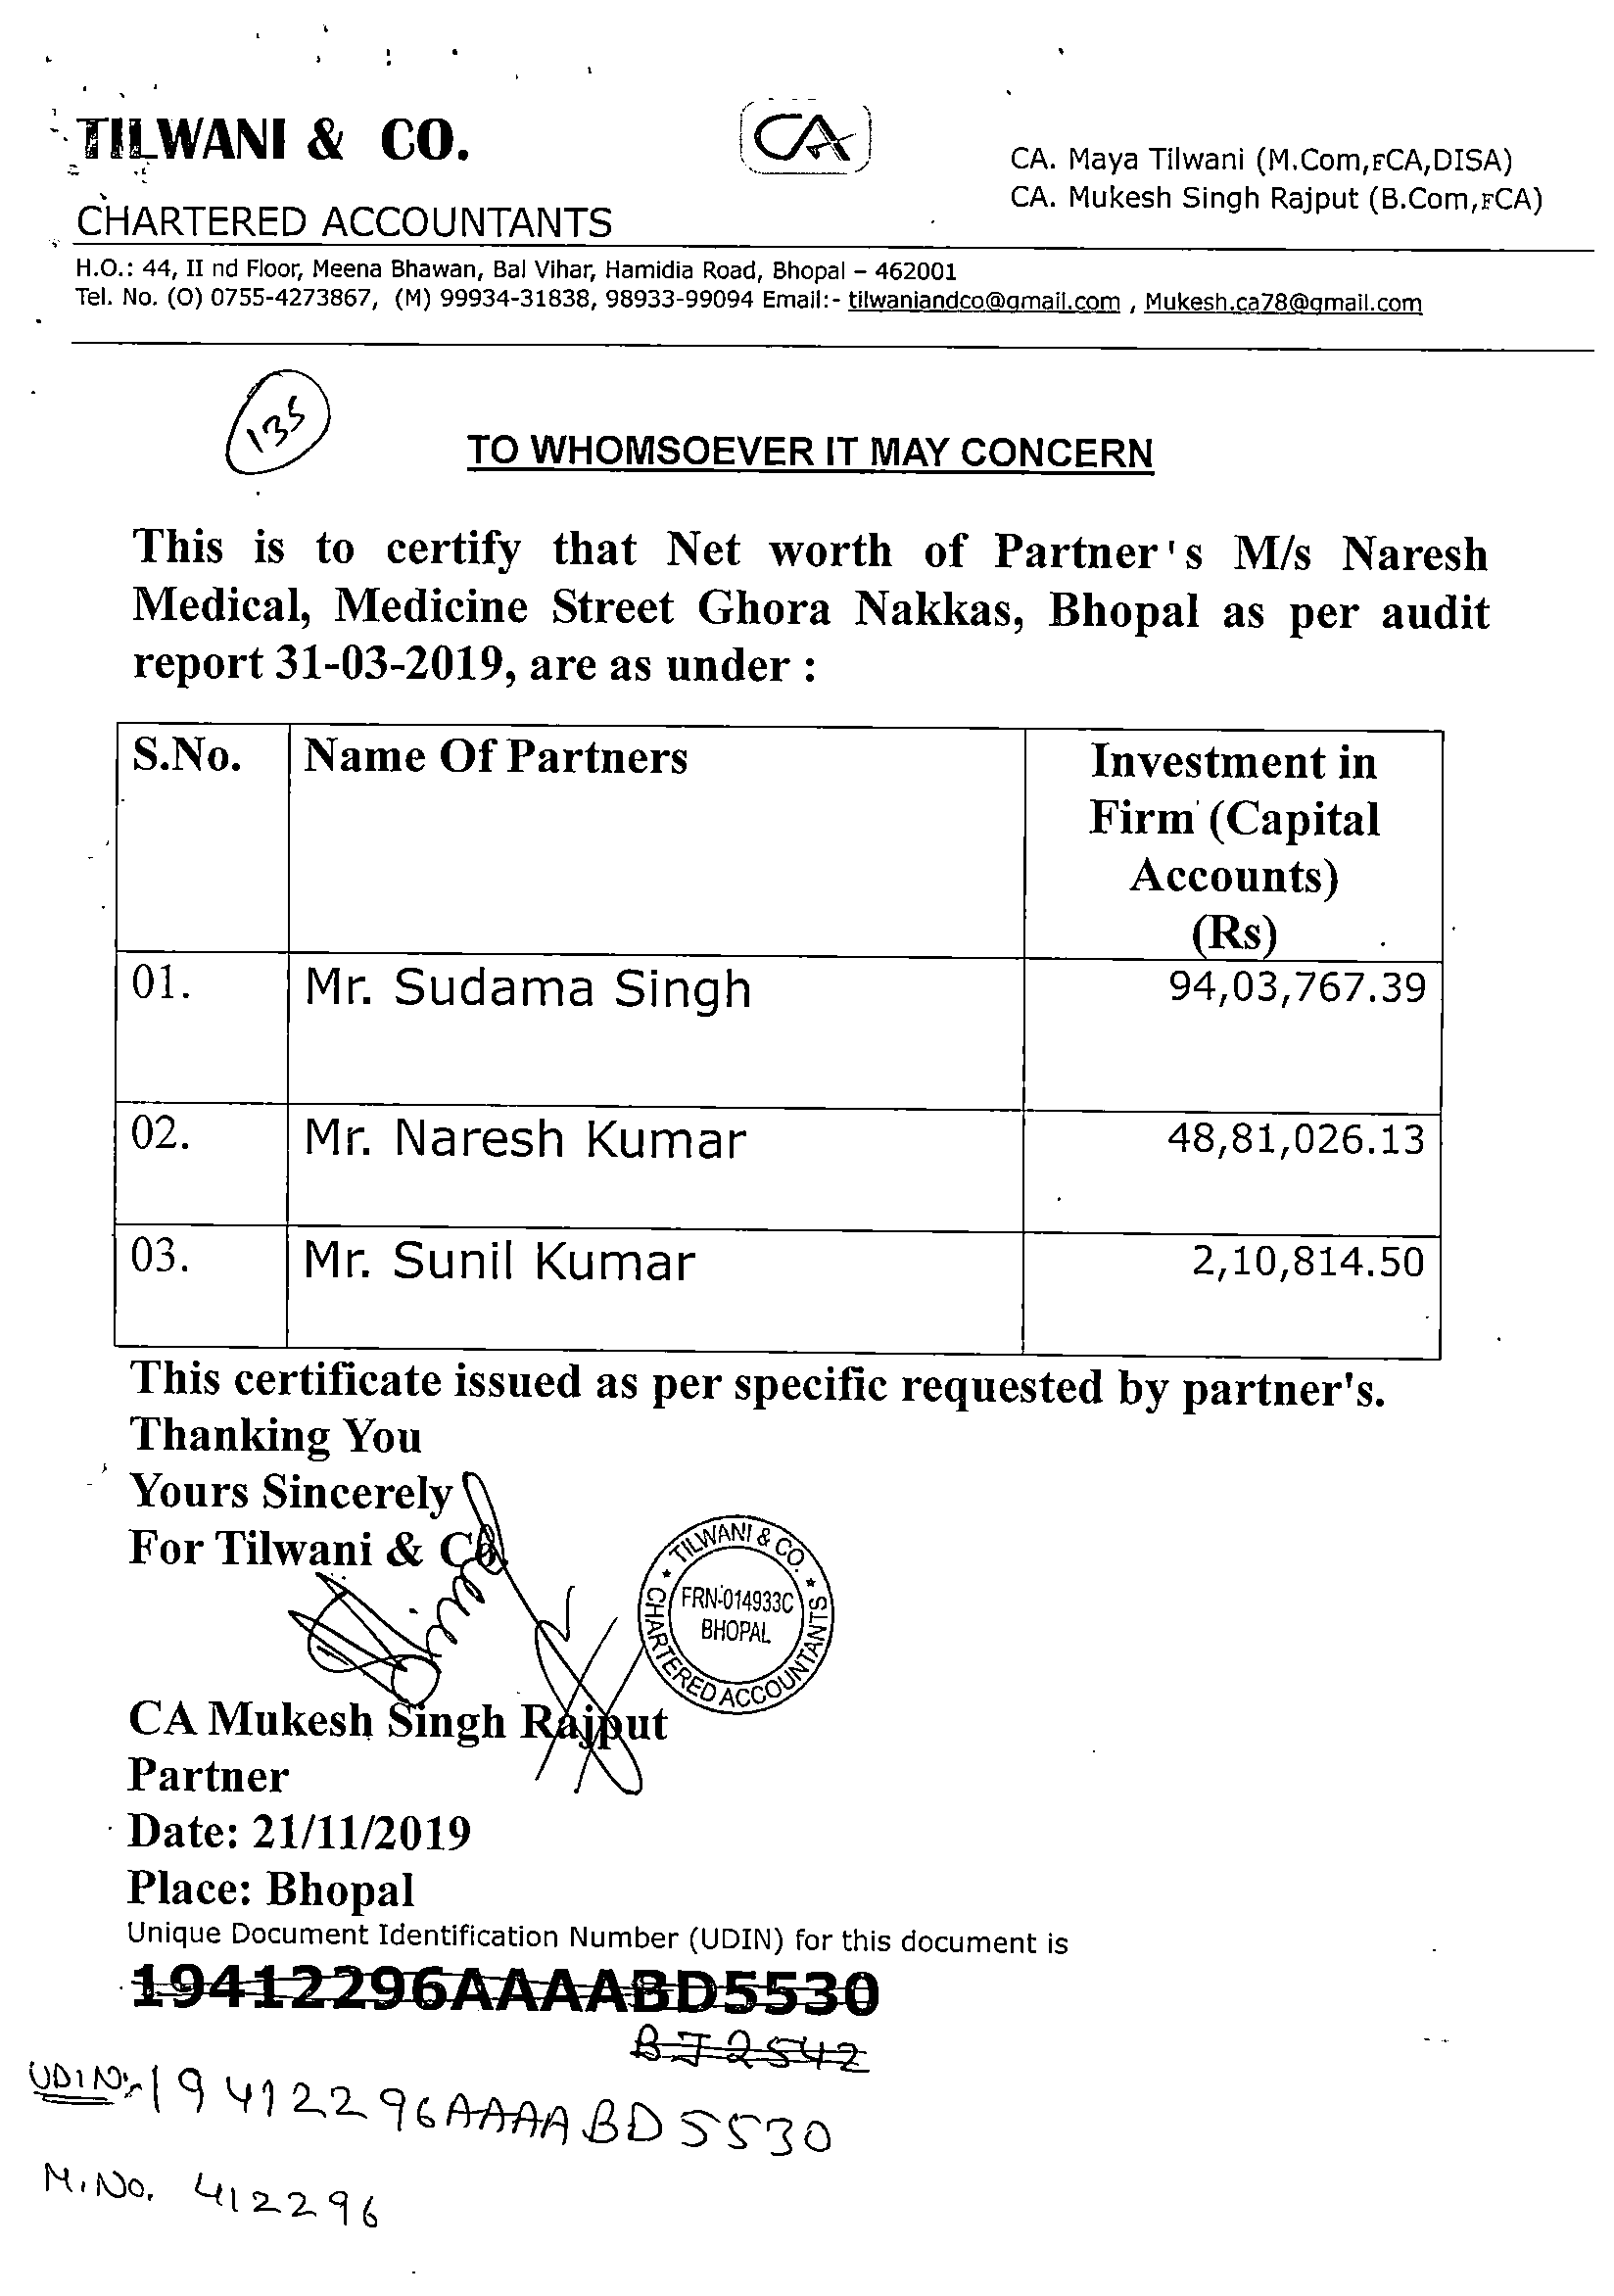 TILWANI & CO.
CA
CA. Maya Tilwani (M.Com,FCA,DISA)
CA. Mukesh Singh Rajput (B.Com,FCA)
CHARTERED ACCOUNTANTS
H.O.: 44, II nd Floor, Meena Bhawan, Bal Vihar, Hamidia Road, Bhopal – 462001
Tel. No. (O) 0755-4273867, (M) 99934-31838, 98933-99094 Email:- tilwaniandco@gmail.com , Mukesh.ca78@gmail.com
135
TO WHOMSOEVER IT MAY CONCERN
This is to certify that Net worth of Partner's M/s Naresh
Medical, Medicine Street Ghora Nakkas, Bhopal as per audit
report 31-03-2019, are as under :
S.No. Name Of Partners Investment in
Firm (Capital
Accounts)
(Rs)
01. Mr. Sudama Singh 94,03,767.39
02. Mr. Naresh Kumar 48,81,026.13
03. Mr. Sunil Kumar 2,10,814.50
This certificate issued as per specific requested by partner's.
Thanking You
Yours Sincerely
For Tilwani & Co.
TILWANI & CO.
FRN-014933C
BHOPAL
CHARTERED ACCOUNTANTS
CA Mukesh Singh Rajput
Partner
Date: 21/11/2019
Place: Bhopal
Unique Document Identification Number (UDIN) for this document is
19412296AAAABD5530
BJ2542
UDIN:- 19412296AAAABD5530
M.No. 412296